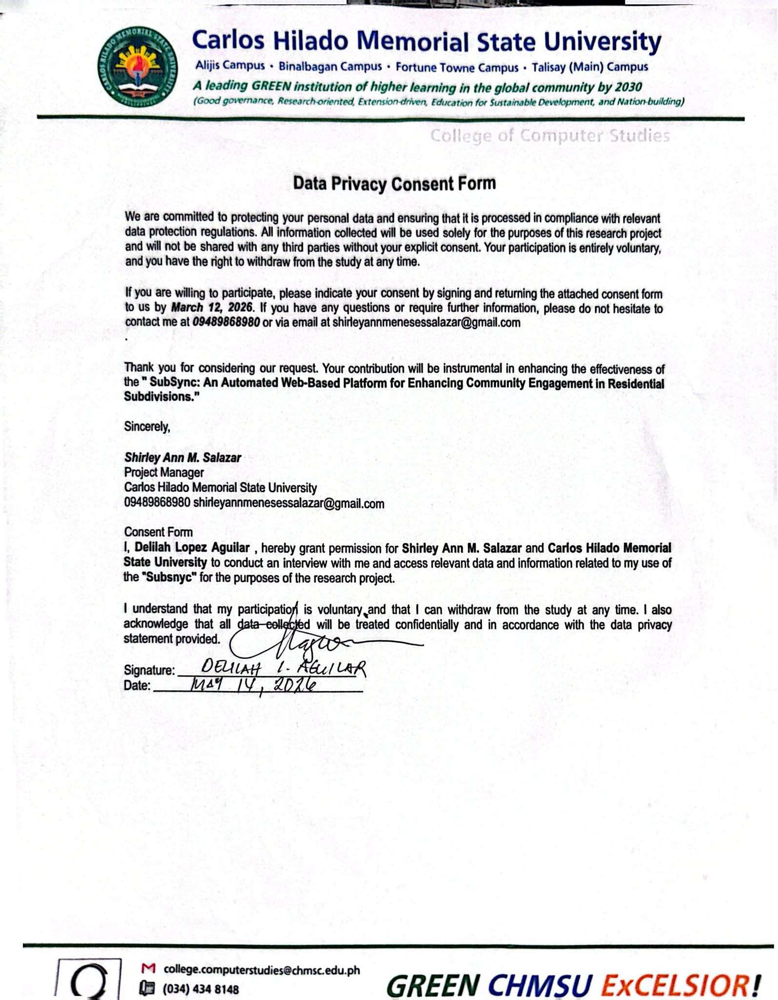 CARLOS HILADO MEMORIAL STATE UNIVERSITY
Carlos Hilado Memorial State University
Alijis Campus • Binalbagan Campus • Fortune Towne Campus • Talisay (Main) Campus
A leading GREEN institution of higher learning in the global community by 2030
(Good governance, Research-oriented, Extension-driven, Education for Sustainable Development, and Nation-building)
College of Computer Studies
Data Privacy Consent Form
We are committed to protecting your personal data and ensuring that it is processed in compliance with relevant
data protection regulations. All information collected will be used solely for the purposes of this research project
and will not be shared with any third parties without your explicit consent. Your participation is entirely voluntary,
and you have the right to withdraw from the study at any time.
If you are willing to participate, please indicate your consent by signing and returning the attached consent form
to us by March 12, 2026. If you have any questions or require further information, please do not hesitate to
contact me at 09489868980 or via email at shirleyannmenesessalazar@gmail.com
.
Thank you for considering our request. Your contribution will be instrumental in enhancing the effectiveness of
the " SubSync: An Automated Web-Based Platform for Enhancing Community Engagement in Residential
Subdivisions."
Sincerely,
Shirley Ann M. Salazar
Project Manager
Carlos Hilado Memorial State University
09489868980 shirleyannmenesessalazar@gmail.com
Consent Form
I, Delilah Lopez Aguilar , hereby grant permission for Shirley Ann M. Salazar and Carlos Hilado Memorial
State University to conduct an interview with me and access relevant data and information related to my use of
the "Subsnyc" for the purposes of the research project.
I understand that my participation is voluntary and that I can withdraw from the study at any time. I also
acknowledge that all data collected will be treated confidentially and in accordance with the data privacy
statement provided.
Signature: DELILAH L. AGUILAR
Date: MAY 14, 2026
college.computerstudies@chmsc.edu.ph
(034) 434 8148
GREEN CHMSU ExCELSIOR!